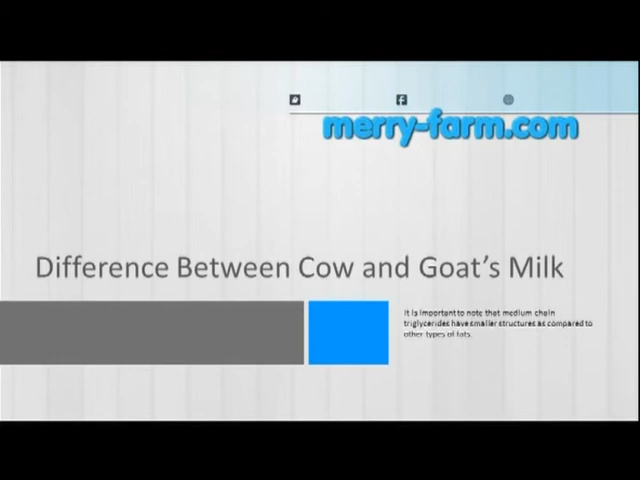 merry-farm.com
Difference Between Cow and Goat's Milk
It is important to note that medium chain
triglycerides have smaller structures as compared to
other types of fats.